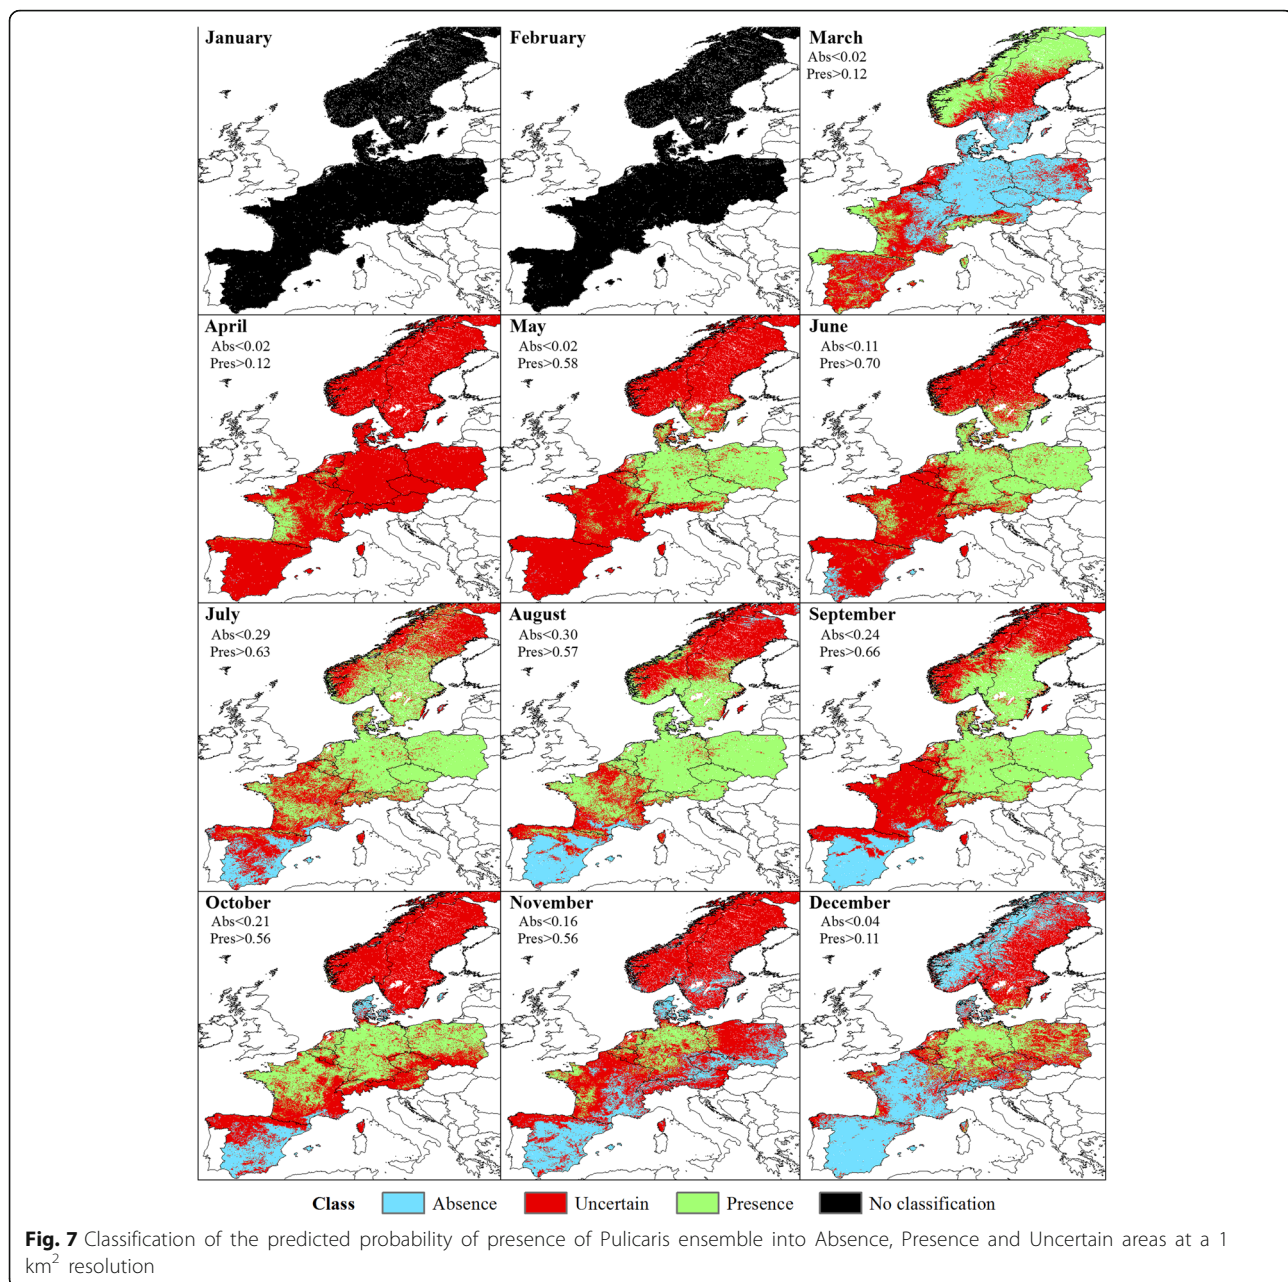 January
February
March
Abs<0.02
Pres>0.12
April
Abs<0.02
Pres>0.12
May
Abs<0.02
Pres>0.58
June
Abs<0.11
Pres>0.70
July
Abs<0.29
Pres>0.63
August
Abs<0.30
Pres>0.57
September
Abs<0.24
Pres>0.66
October
Abs<0.21
Pres>0.56
November
Abs<0.16
Pres>0.56
December
Abs<0.04
Pres>0.11
Class Absence Uncertain Presence No classification
Fig. 7 Classification of the predicted probability of presence of Pulicaris ensemble into Absence, Presence and Uncertain areas at a 1
km² resolution